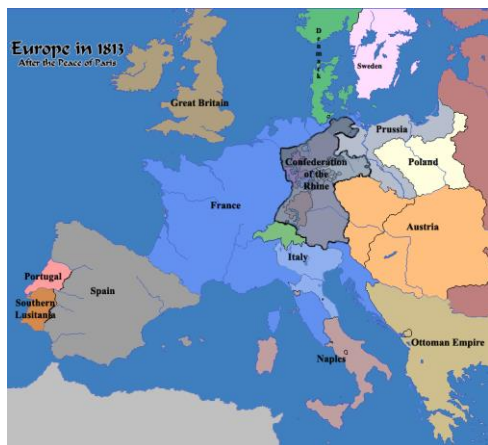 Europe in 1813
After the Peace of Paris
Denmark
Sweden
Great Britain
Prussia
Poland
Confederation
of the
Rhine
France
Austria
Italy
Portugal
Spain
Southern
Lusitania
Ottoman Empire
Naples